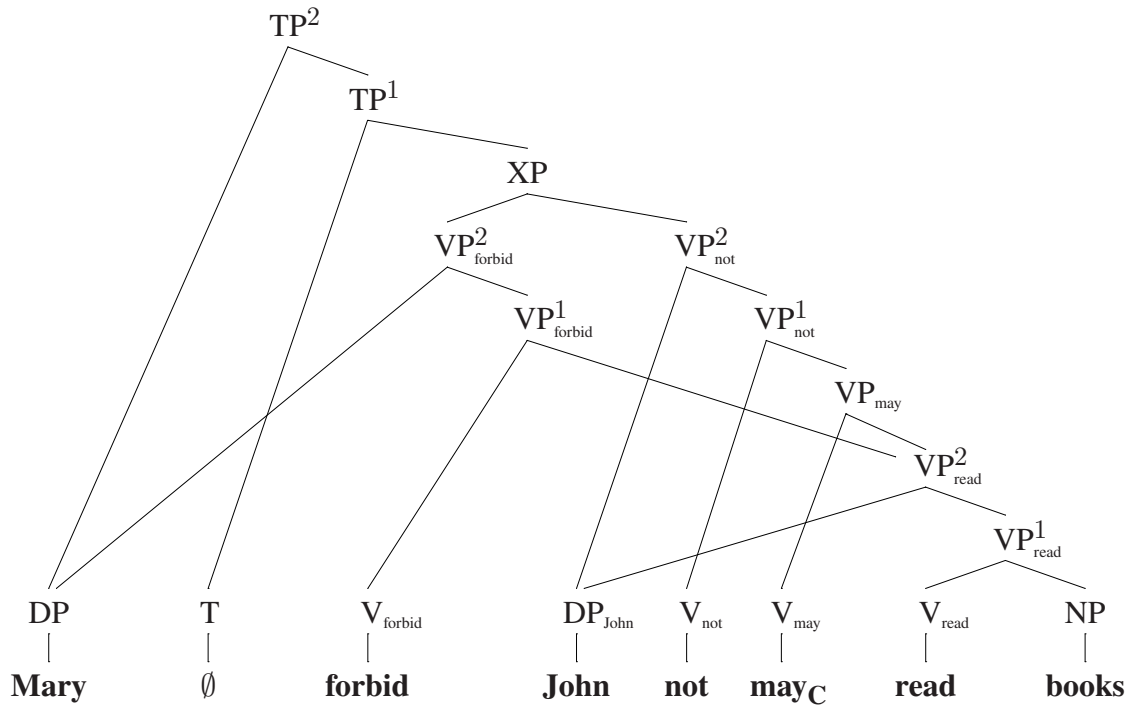 TP²
TP¹
XP
VP²forbid VP²not
VP¹forbid VP¹not
VPmay
VP²read
VP¹read
DP T Vforbid DPJohn Vnot Vmay Vread NP
Mary ∅ forbid John not mayC read books